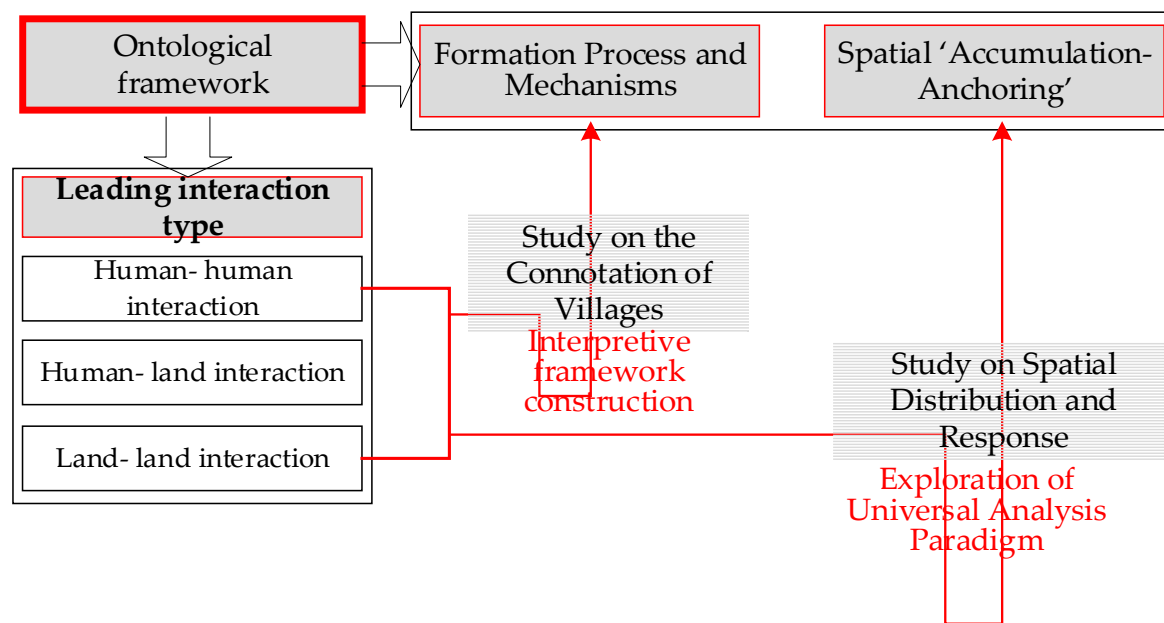 Ontological
framework
Formation Process and
Mechanisms
Spatial ‘Accumulation-
Anchoring’
Leading interaction
type
Human- human
interaction
Human- land interaction
Land- land interaction
Study on the
Connotation of
Villages
Interpretive
framework
construction
Study on Spatial
Distribution and
Response
Exploration of
Universal Analysis
Paradigm